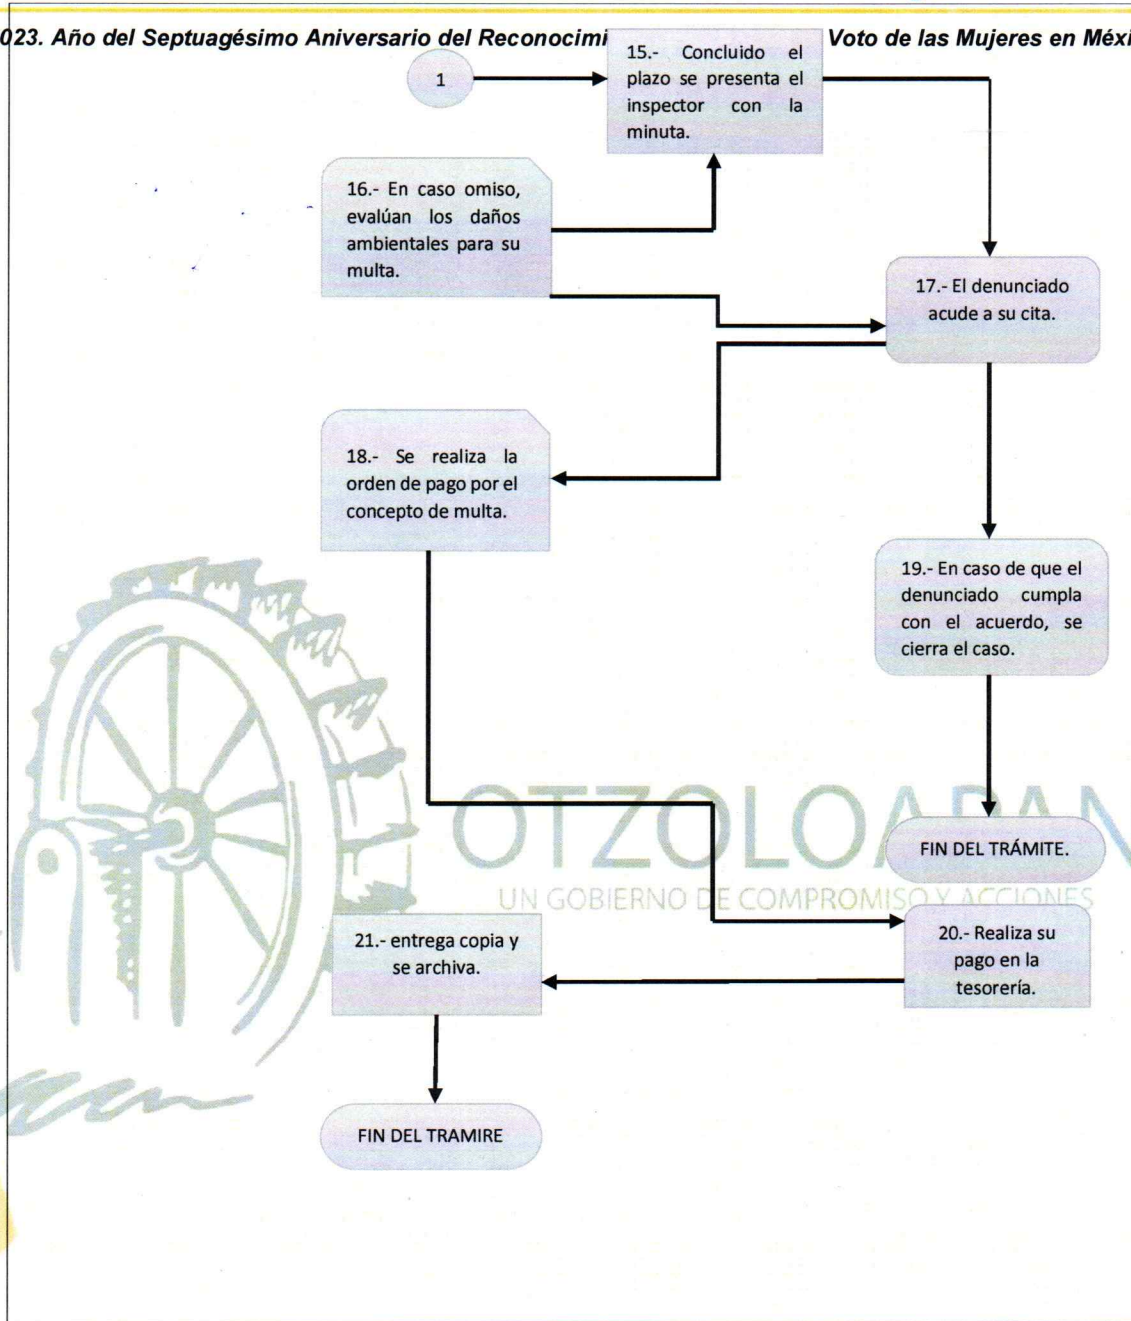 023. Año del Septuagésimo Aniversario del Reconocimi Voto de las Mujeres en Méxi
1
15.- Concluido el
plazo se presenta el
inspector con la
minuta.
16.- En caso omiso,
evalúan los daños
ambientales para su
multa.
17.- El denunciado
acude a su cita.
18.- Se realiza la
orden de pago por el
concepto de multa.
19.- En caso de que el
denunciado cumpla
con el acuerdo, se
cierra el caso.
OTZOLOAPAN
FIN DEL TRÁMITE.
UN GOBIERNO DE COMPROMISO Y ACCIONES
20.- Realiza su
pago en la
tesorería.
21.- entrega copia y
se archiva.
FIN DEL TRAMIRE